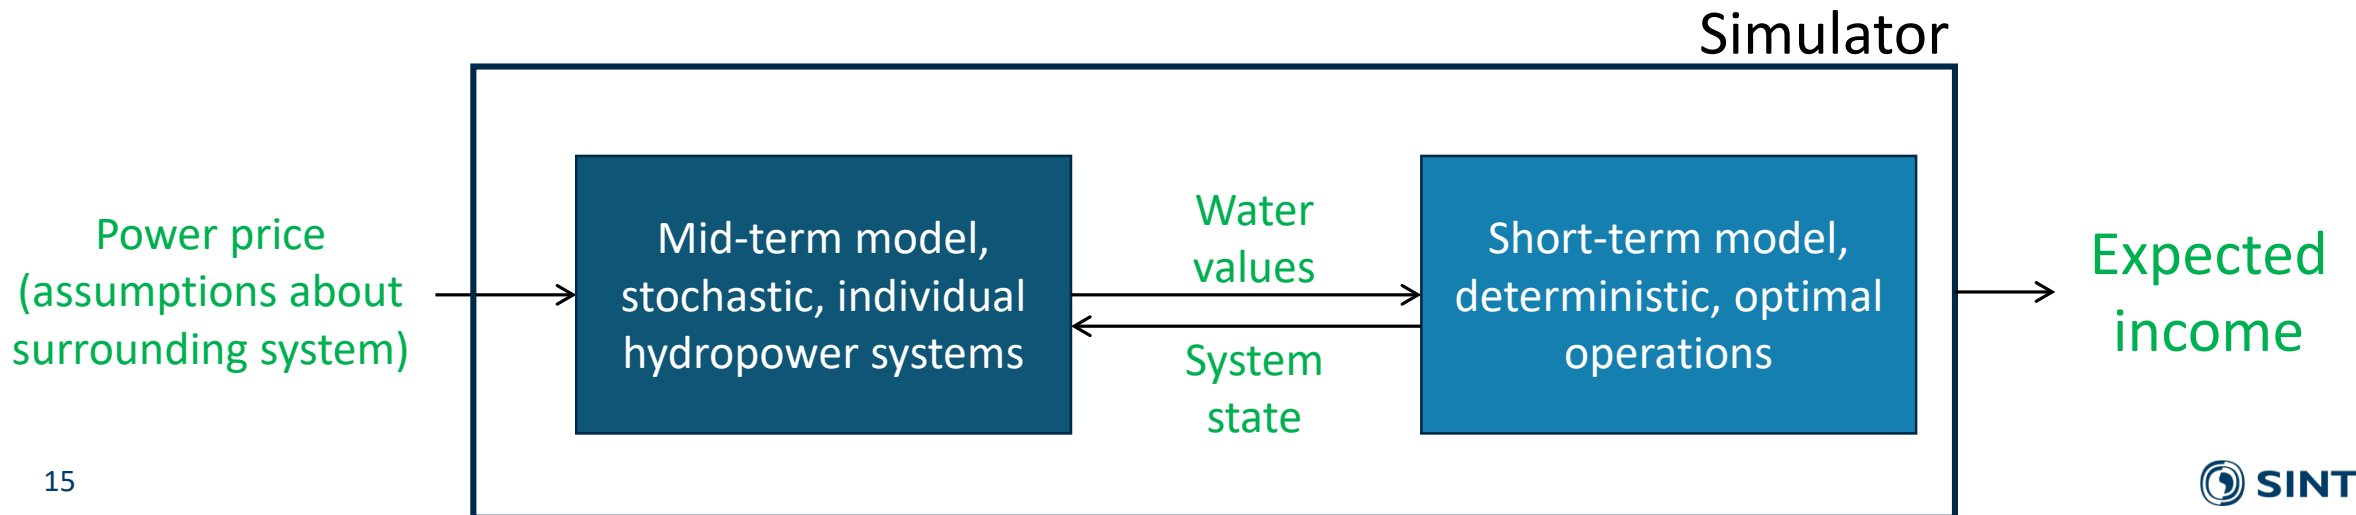 Simulator
Power price
(assumptions about
surrounding system)
Mid-term model,
stochastic, individual
hydropower systems
Water
values
System
state
Short-term model,
deterministic, optimal
operations
Expected
income
15
SINT